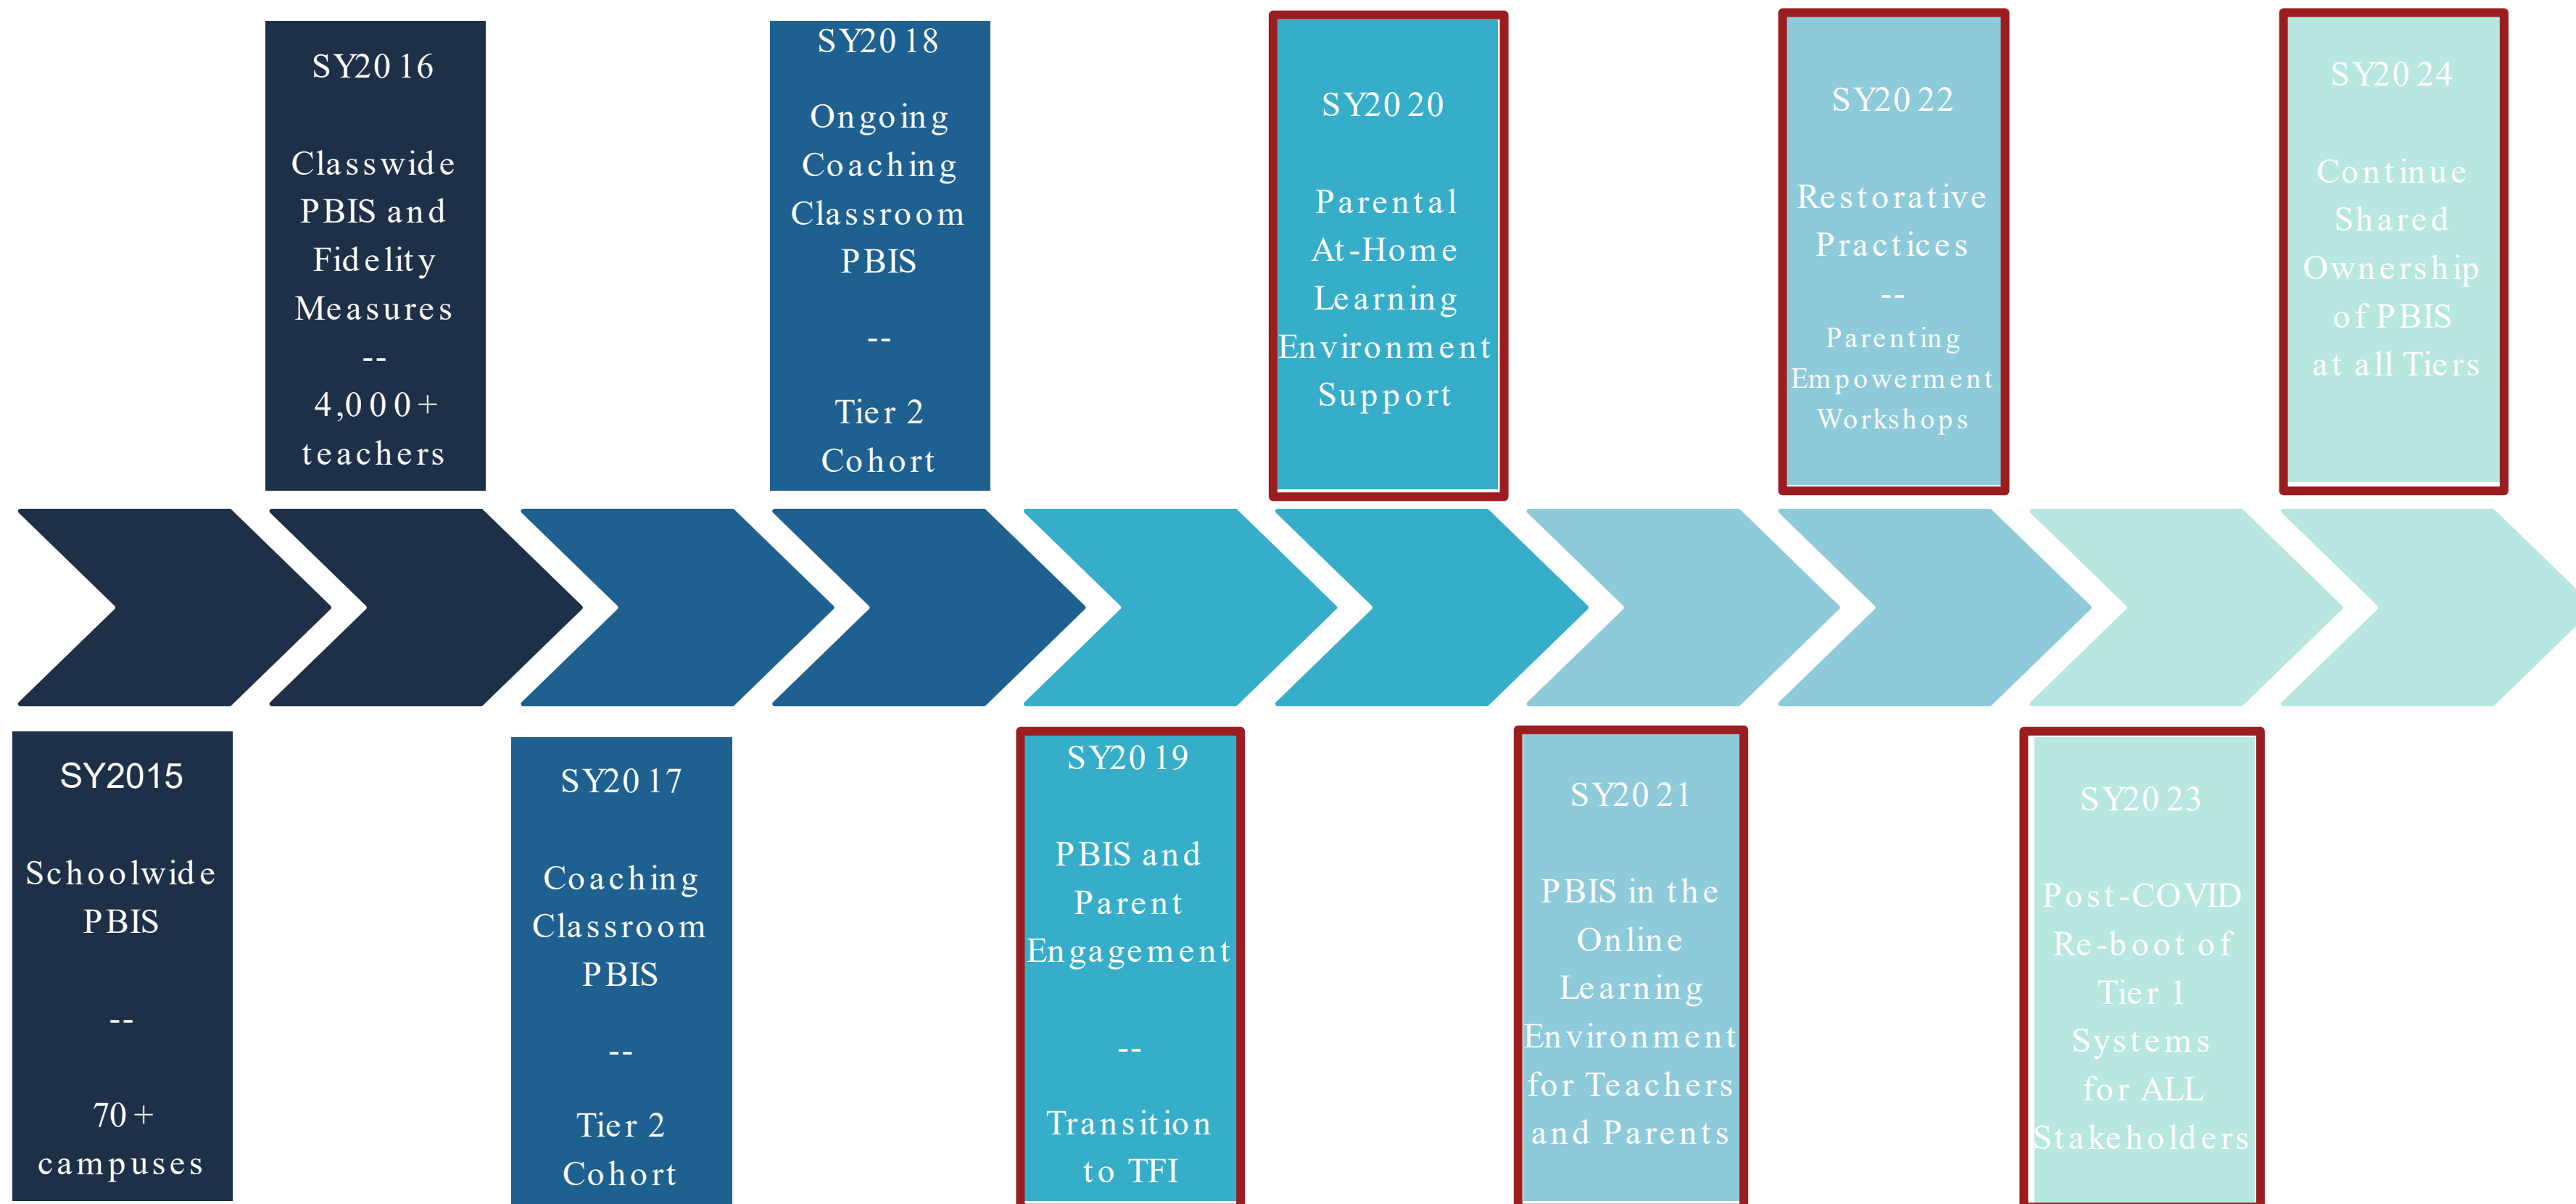 SY2016
Classwide
PBIS and
Fidelity
Measures
--
4,000+
teachers
SY2018
Ongoing
Coaching
Classroom
PBIS
--
Tier 2
Cohort
SY2020
Parental
At-Home
Learning
Environment
Support
SY2022
Restorative
Practices
--
Parenting
Empowerment
Workshops
SY2024
Continue
Shared
Ownership
of PBIS
at all Tiers
SY2015
Schoolwide
PBIS
--
70+
campuses
SY2017
Coaching
Classroom
PBIS
--
Tier 2
Cohort
SY2019
PBIS and
Parent
Engagement
--
Transition
to TFI
SY2021
PBIS in the
Online
Learning
Environment
for Teachers
and Parents
SY2023
Post-COVID
Re-boot of
Tier 1
Systems
for ALL
Stakeholders